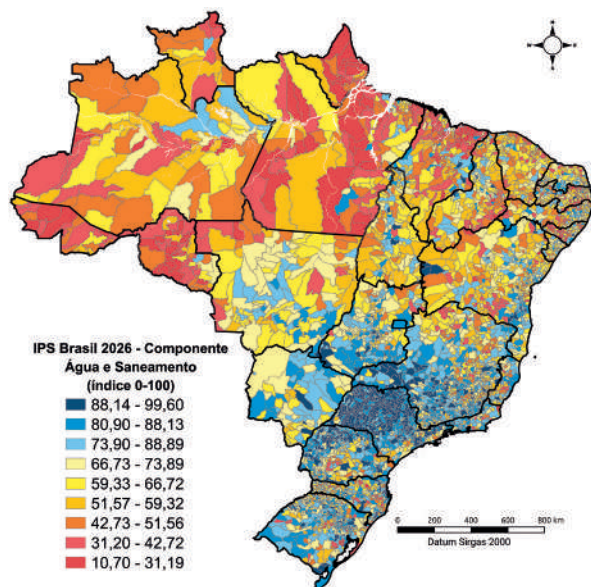 N
W
E
S
IPS Brasil 2026 - Componente
Água e Saneamento
(índice 0-100)
88,14 - 99,60
80,90 - 88,13
73,90 - 88,89
66,73 - 73,89
59,33 - 66,72
51,57 - 59,32
42,73 - 51,56
31,20 - 42,72
10,70 - 31,19
0 200 400 600 800 km
Datum Sirgas 2000